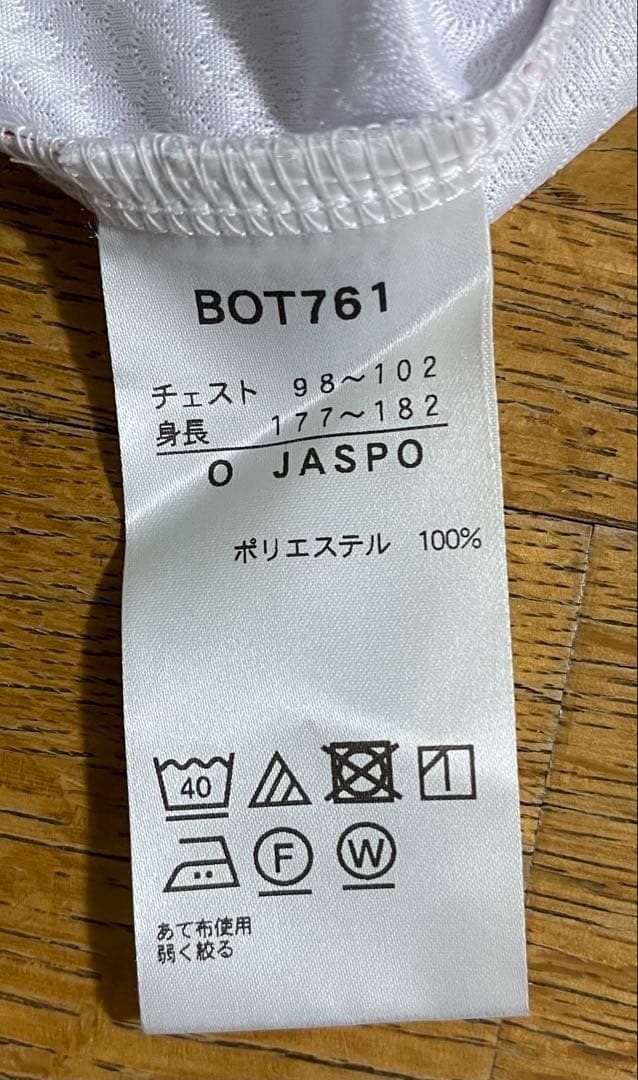 BOT761
チェスト 98～102
身長 177～182
O JASPO
ポリエステル 100%
40
F W
あて布使用
弱く絞る